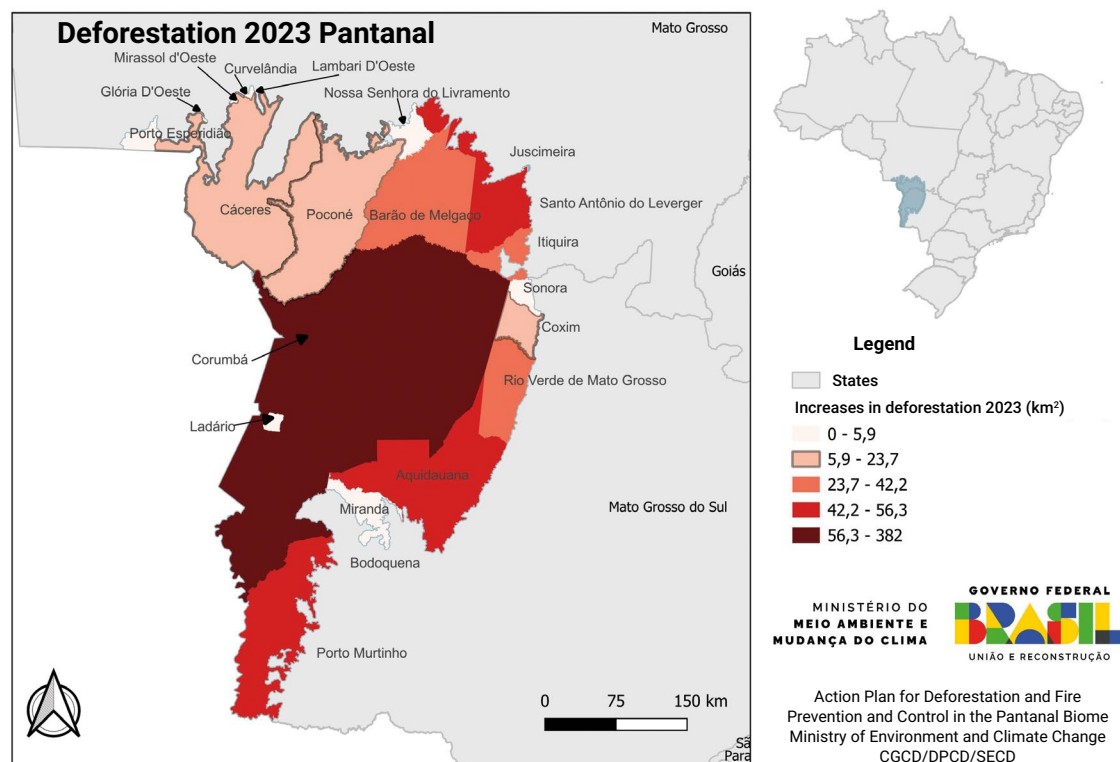 Deforestation 2023 Pantanal
Mato Grosso
Mirassol d'Oeste
Curvelândia
Lambari D'Oeste
Glória D'Oeste
Nossa Senhora do Livramento
Porto Esperidião
Juscimeira
Cáceres
Poconé
Barão de Melgaço
Santo Antônio do Leverger
Itiquira
Goiás
Sonora
Coxim
Corumbá
Rio Verde de Mato Grosso
Ladário
Aquidauana
Miranda
Mato Grosso do Sul
Bodoquena
Porto Murtinho
0 75 150 km
Sã
Para
Legend
States
Increases in deforestation 2023 (km²)
0 - 5,9
5,9 - 23,7
23,7 - 42,2
42,2 - 56,3
56,3 - 382
MINISTÉRIO DO
MEIO AMBIENTE E
MUDANÇA DO CLIMA
GOVERNO FEDERAL
BRASIL
UNIÃO E RECONSTRUÇÃO
Action Plan for Deforestation and Fire
Prevention and Control in the Pantanal Biome
Ministry of Environment and Climate Change
CGCD/DPCD/SECD